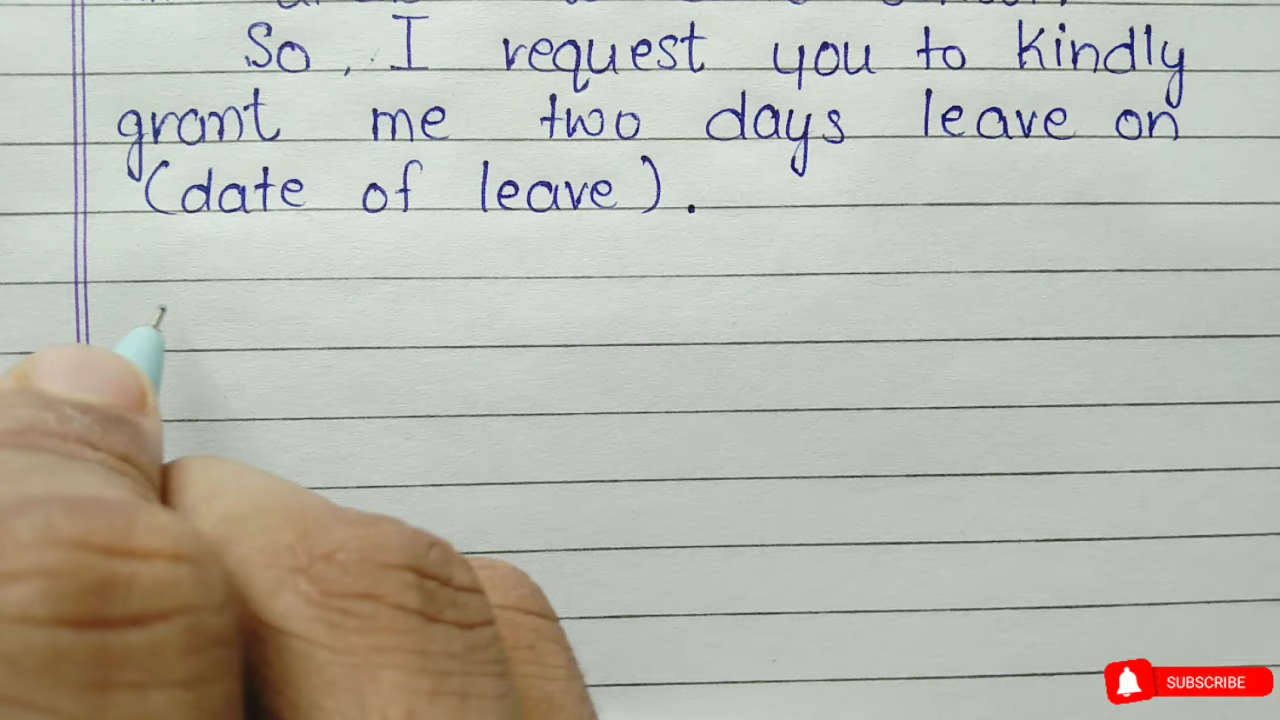 So, I request you to kindly
grant me two days leave on
(date of leave).
SUBSCRIBE